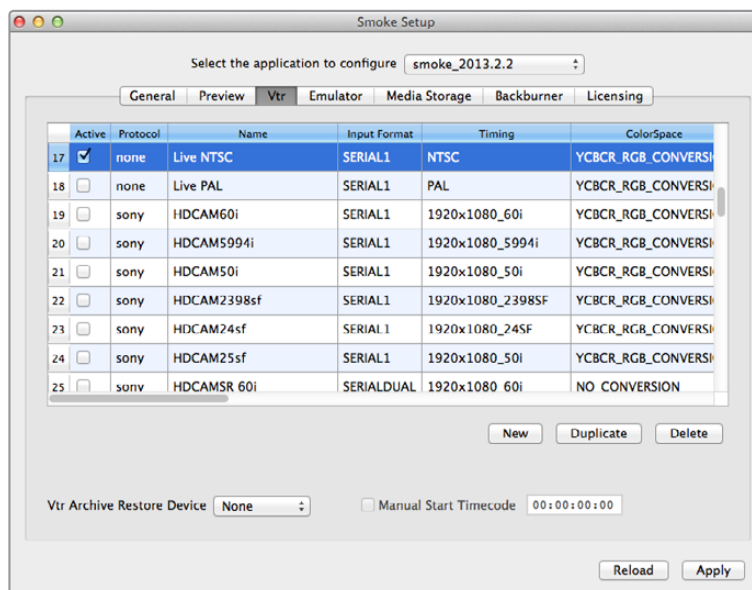 Smoke Setup
Select the application to configure smoke_2013.2.2
General Preview Vtr Emulator Media Storage Backburner Licensing
Active Protocol Name Input Format Timing ColorSpace
17 none Live NTSC SERIAL1 NTSC YCBCR_RGB_CONVERSI
18 none Live PAL SERIAL1 PAL YCBCR_RGB_CONVERSI
19 sony HDCAM60i SERIAL1 1920x1080_60i YCBCR_RGB_CONVERSI
20 sony HDCAM5994i SERIAL1 1920x1080_5994i YCBCR_RGB_CONVERSI
21 sony HDCAM50i SERIAL1 1920x1080_50i YCBCR_RGB_CONVERSI
22 sony HDCAM2398sf SERIAL1 1920x1080_2398SF YCBCR_RGB_CONVERSI
23 sony HDCAM24sf SERIAL1 1920x1080_24SF YCBCR_RGB_CONVERSI
24 sony HDCAM25sf SERIAL1 1920x1080_50i YCBCR_RGB_CONVERSI
25 sony HDCAMSR 60i SERIALDUAL 1920x1080 60i NO CONVERSION
New Duplicate Delete
Vtr Archive Restore Device None Manual Start Timecode 00:00:00:00
Reload Apply